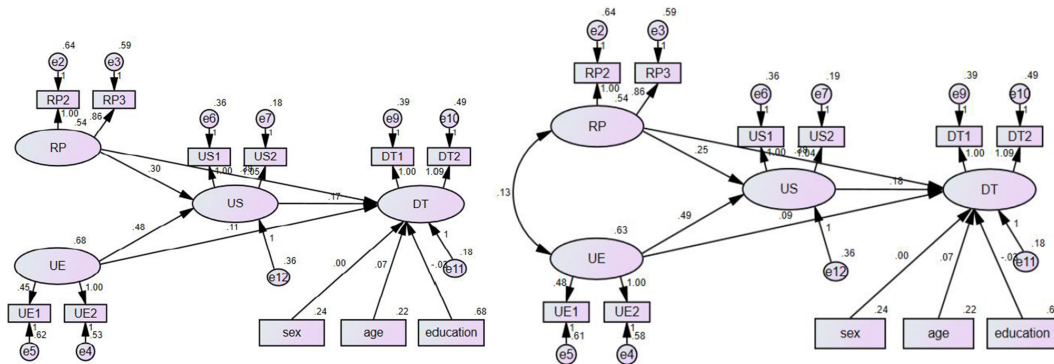 .64
.59
e2
e3
1
1
RP2
RP3
1.00
.86
.54
RP
.36
.18
e6
e7
1
1
US1
US2
1.00
1.05
.39
.49
e9
e10
1
1
DT1
DT2
1.00
1.09
.30
.17
US
DT
.48
.11
.68
UE
1
.36
e12
1
.18
e11
.00
.07
.45
1.00
UE1
UE2
1
.62
1
.53
e5
e4
.24
.22
.68
sex
age
education
.64
.59
e2
e3
1
1
RP2
RP3
1.00
.86
.54
RP
.36
.19
e6
e7
1
1
US1
US2
1.00
1.04
.39
.49
e9
e10
1
1
DT1
DT2
1.00
1.09
.25
.18
US
DT
.13
.49
.09
.63
UE
1
.36
e12
1
.18
e11
.00
.07
.48
1.00
UE1
UE2
1
.61
1
.58
e5
e4
.24
.22
sex
age
education